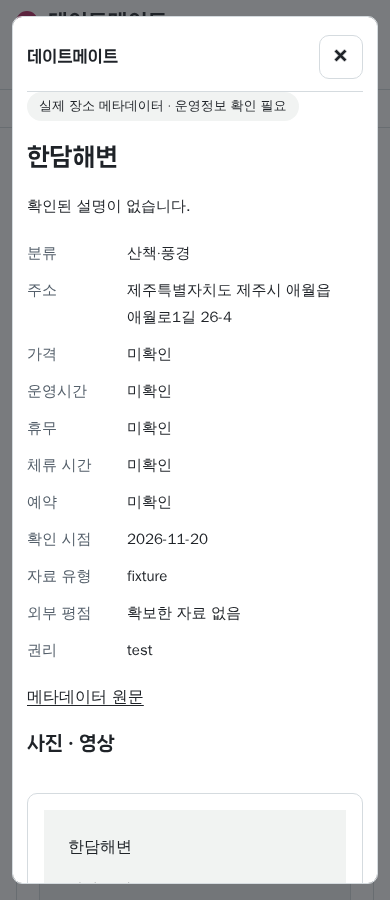 데이트메이트
×
실제 장소 메타데이터 · 운영정보 확인 필요
한담해변
확인된 설명이 없습니다.
분류 산책·풍경
주소 제주특별자치도 제주시 애월읍
애월로1길 26-4
가격 미확인
운영시간 미확인
휴무 미확인
체류 시간 미확인
예약 미확인
확인 시점 2026-11-20
자료 유형 fixture
외부 평점 확보한 자료 없음
권리 test
메타데이터 원문
사진 · 영상
한담해변